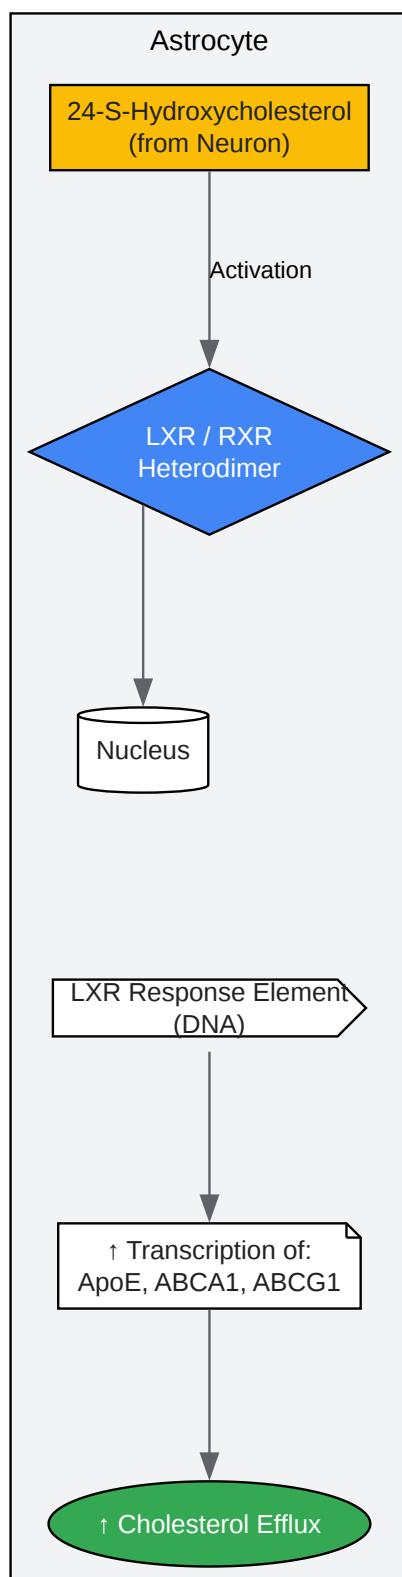 Astrocyte
24-S-Hydroxycholesterol
(from Neuron)
Activation
LXR / RXR
Heterodimer
Nucleus
LXR Response Element
(DNA)
↑ Transcription of:
ApoE, ABCA1, ABCG1
↑ Cholesterol Efflux